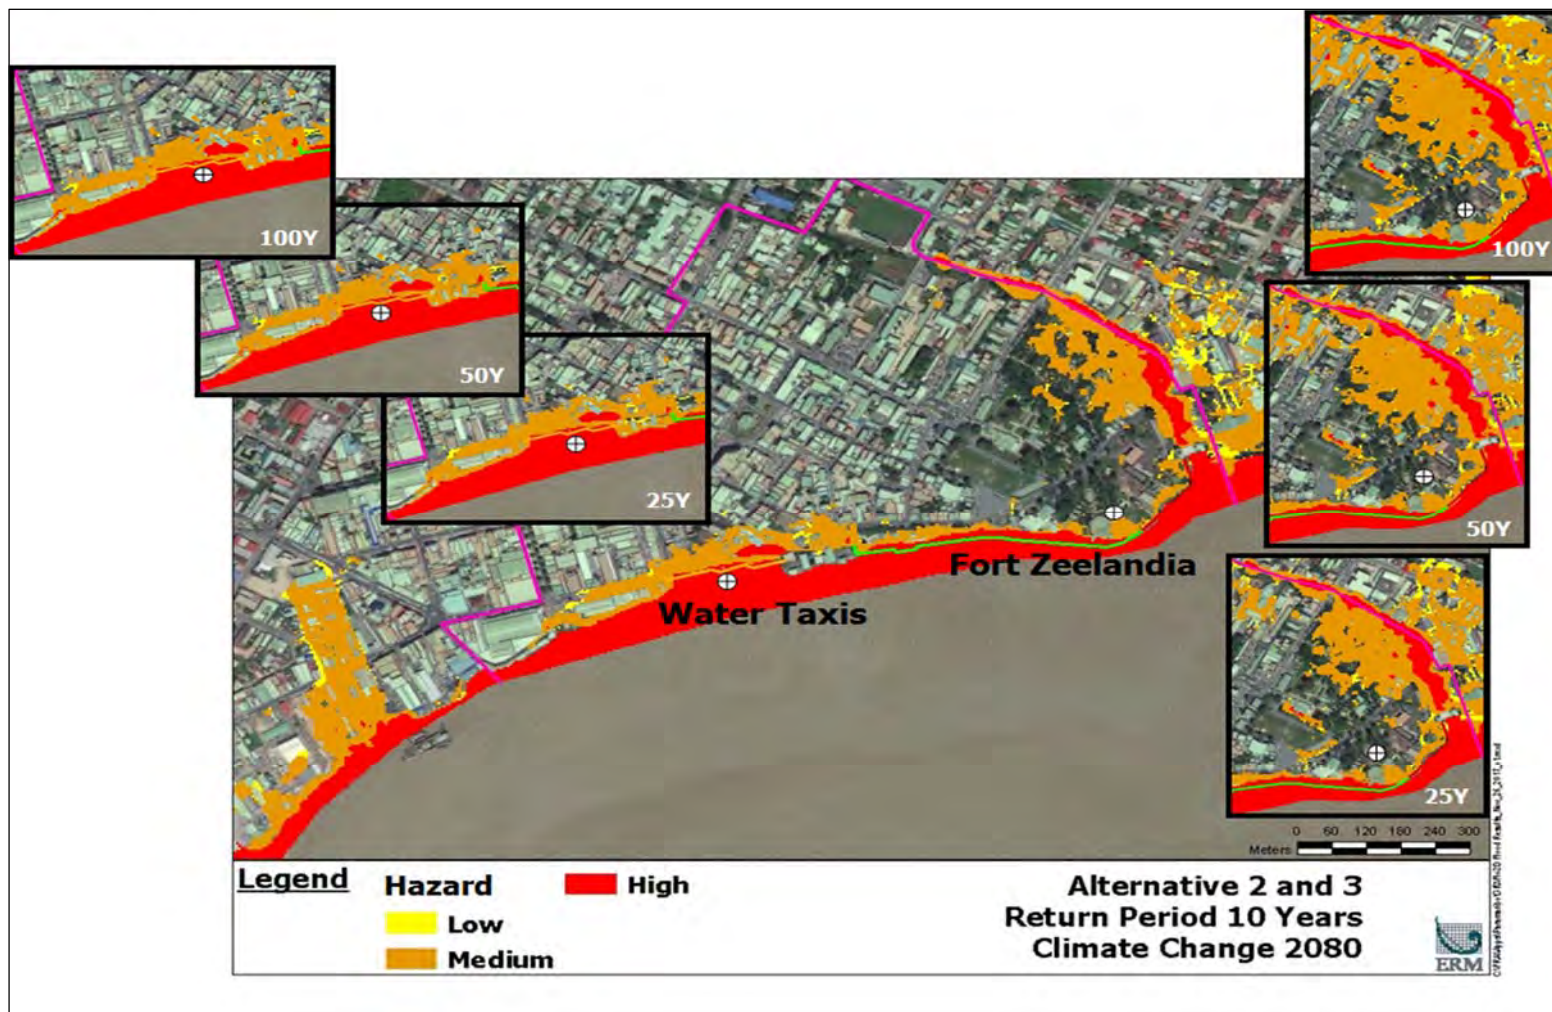 100Y
50Y
25Y
100Y
50Y
25Y
Fort Zeelandia
Water Taxis
0 60 120 180 240 300
Meters
Legend
Hazard
High
Low
Medium
Alternative 2 and 3
Return Period 10 Years
Climate Change 2080
ERM